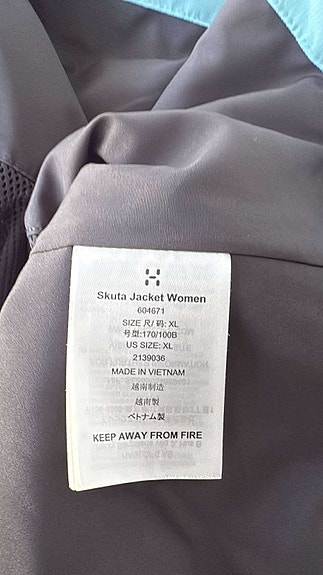 Skuta Jacket Women
604671
SIZE 尺/ 码: XL
号型:170/100B
US SIZE: XL
2139036
MADE IN VIETNAM
越南制造
越南製
ベトナム製
KEEP AWAY FROM FIRE